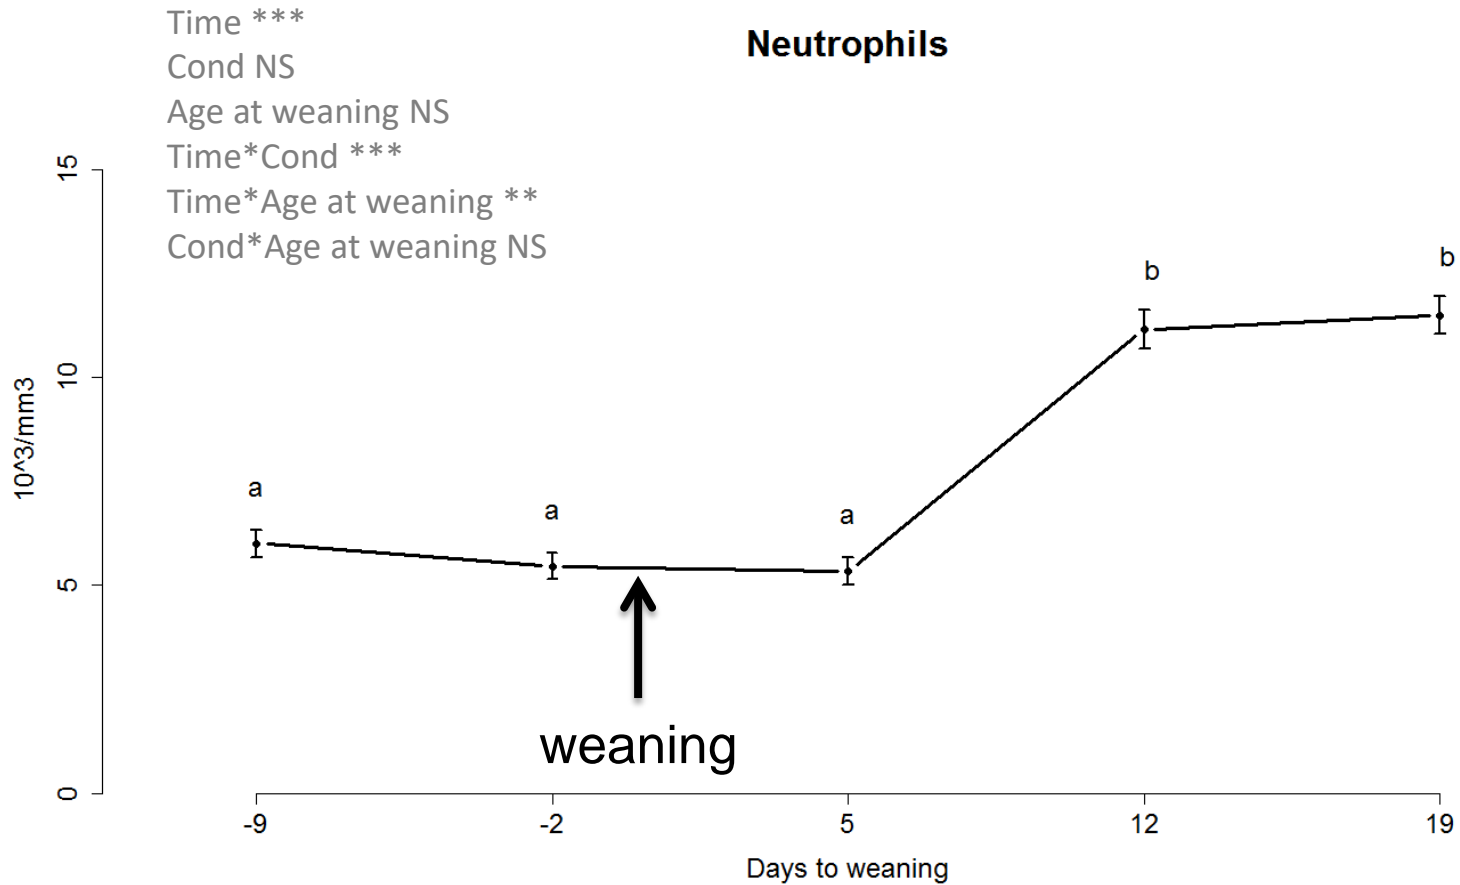 Time ***
Cond NS
Age at weaning NS
Time*Cond ***
Time*Age at weaning **
Cond*Age at weaning NS
Neutrophils
15
10
5
0
10^3/mm3
a
a
a
b
b
weaning
-9
-2
5
12
19
Days to weaning